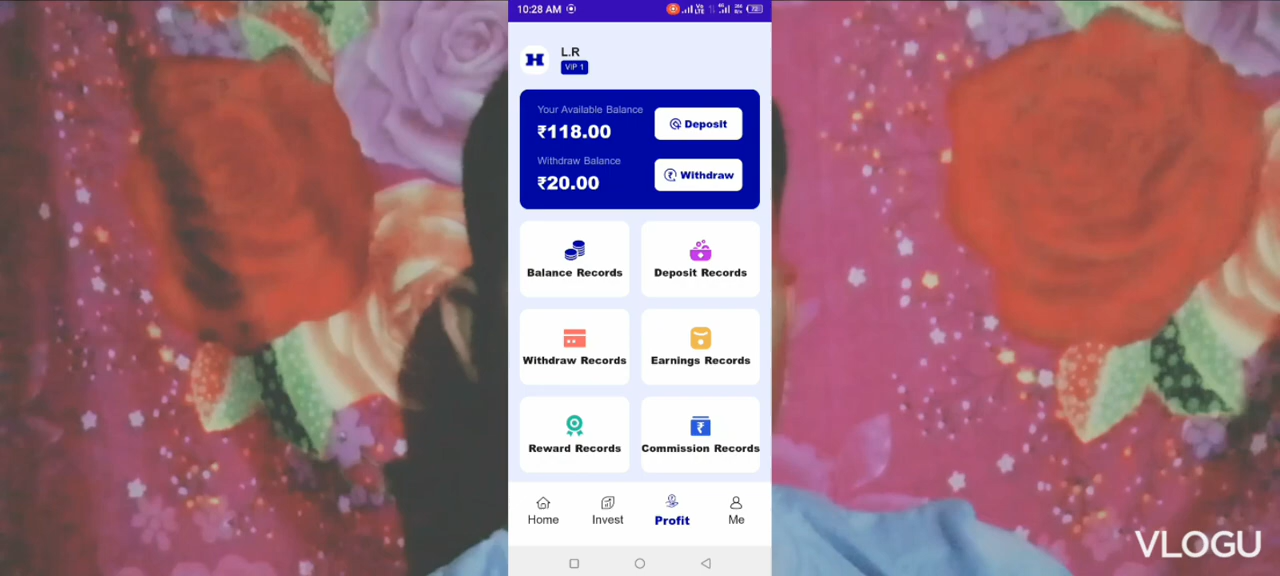 10:28 AM
L.R
VIP 1
Your Available Balance
₹118.00
Deposit
Withdraw Balance
₹20.00
Withdraw
Balance Records
Deposit Records
Withdraw Records
Earnings Records
Reward Records
Commission Records
Home
Invest
Profit
Me
VLOGU